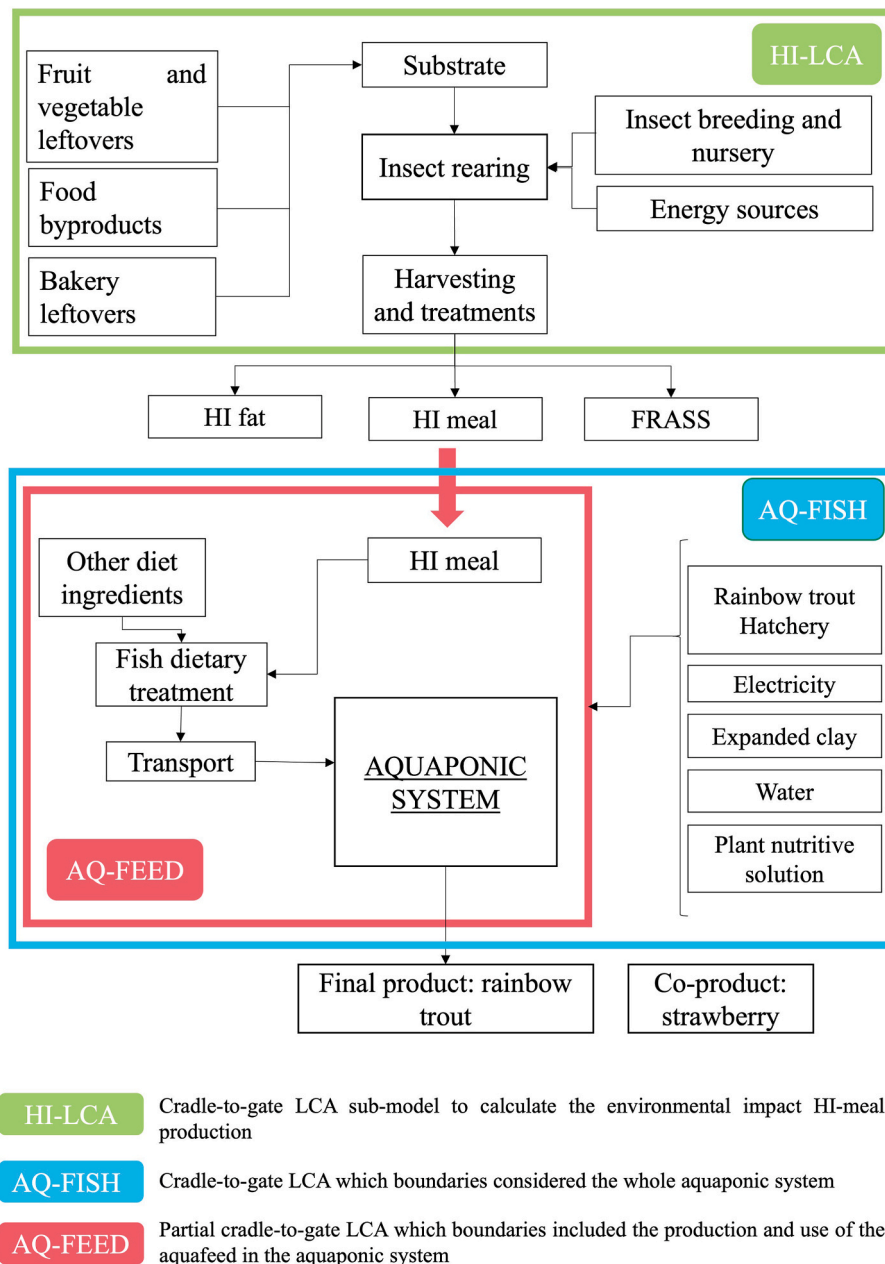 HI-LCA
Fruit and
vegetable
leftovers
Substrate
Insect breeding and
nursery
Insect rearing
Food
byproducts
Energy sources
Bakery
leftovers
Harvesting
and treatments
HI fat
HI meal
FRASS
AQ-FISH
Other diet
ingredients
HI meal
Rainbow trout
Hatchery
Fish dietary
treatment
Electricity
Expanded clay
Transport
AQUAPONIC
SYSTEM
Water
Plant nutritive
solution
AQ-FEED
Final product: rainbow
trout
Co-product:
strawberry
HI-LCA
Cradle-to-gate LCA sub-model to calculate the environmental impact HI-meal
production
AQ-FISH
Cradle-to-gate LCA which boundaries considered the whole aquaponic system
AQ-FEED
Partial cradle-to-gate LCA which boundaries included the production and use of the
aquafeed in the aquaponic system